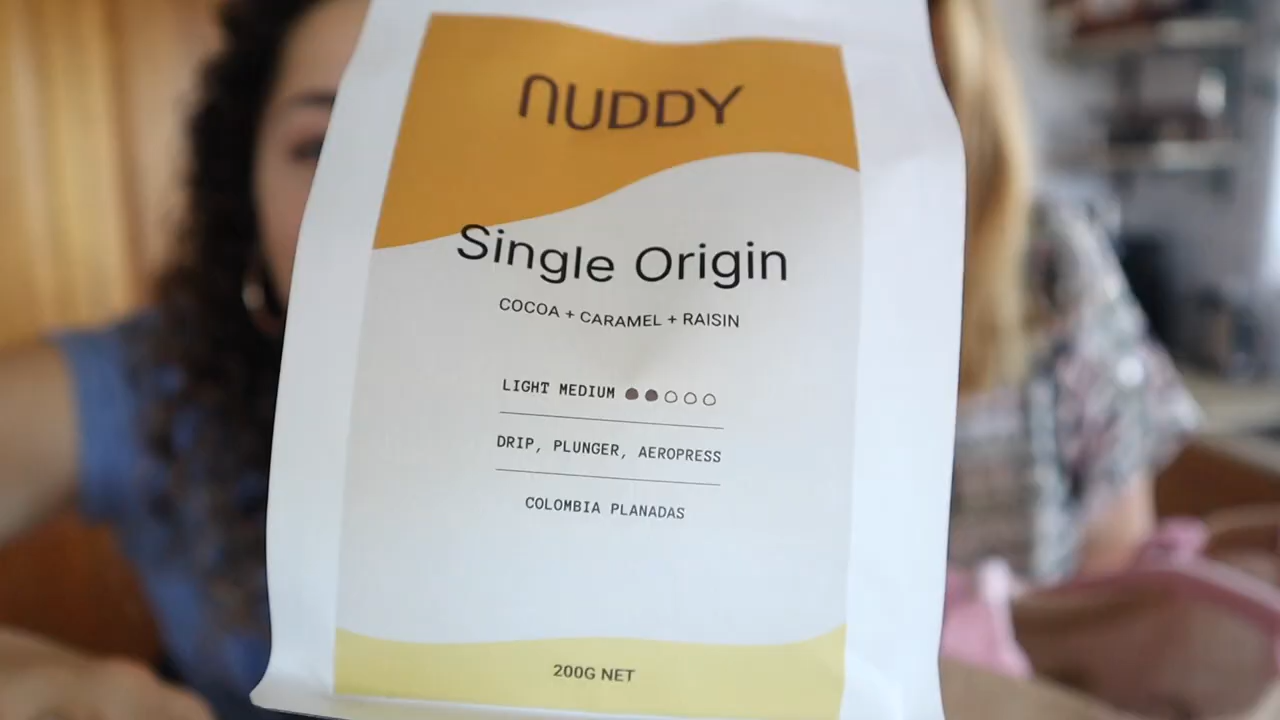 NUDDY
Single Origin
COCOA + CARAMEL + RAISIN
LIGHT MEDIUM
DRIP, PLUNGER, AEROPRESS
COLOMBIA PLANADAS
200G NET